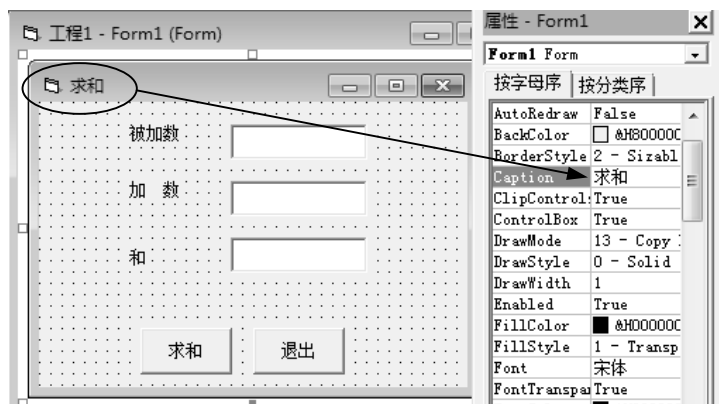 工程1 - Form1 (Form)
求和
被加数
加 数
和
求和
退出
属性 - Form1
Form1 Form
按字母序
按分类序
AutoRedraw False
BackColor &H800000
BorderStyle 2 - Sizabl
Caption 求和
ClipControl: True
ControlBox True
DrawMode 13 - Copy
DrawStyle 0 - Solid
DrawWidth 1
Enabled True
FillColor &H000000
FillStyle 1 - Transp
Font 宋体
FontTranspa True